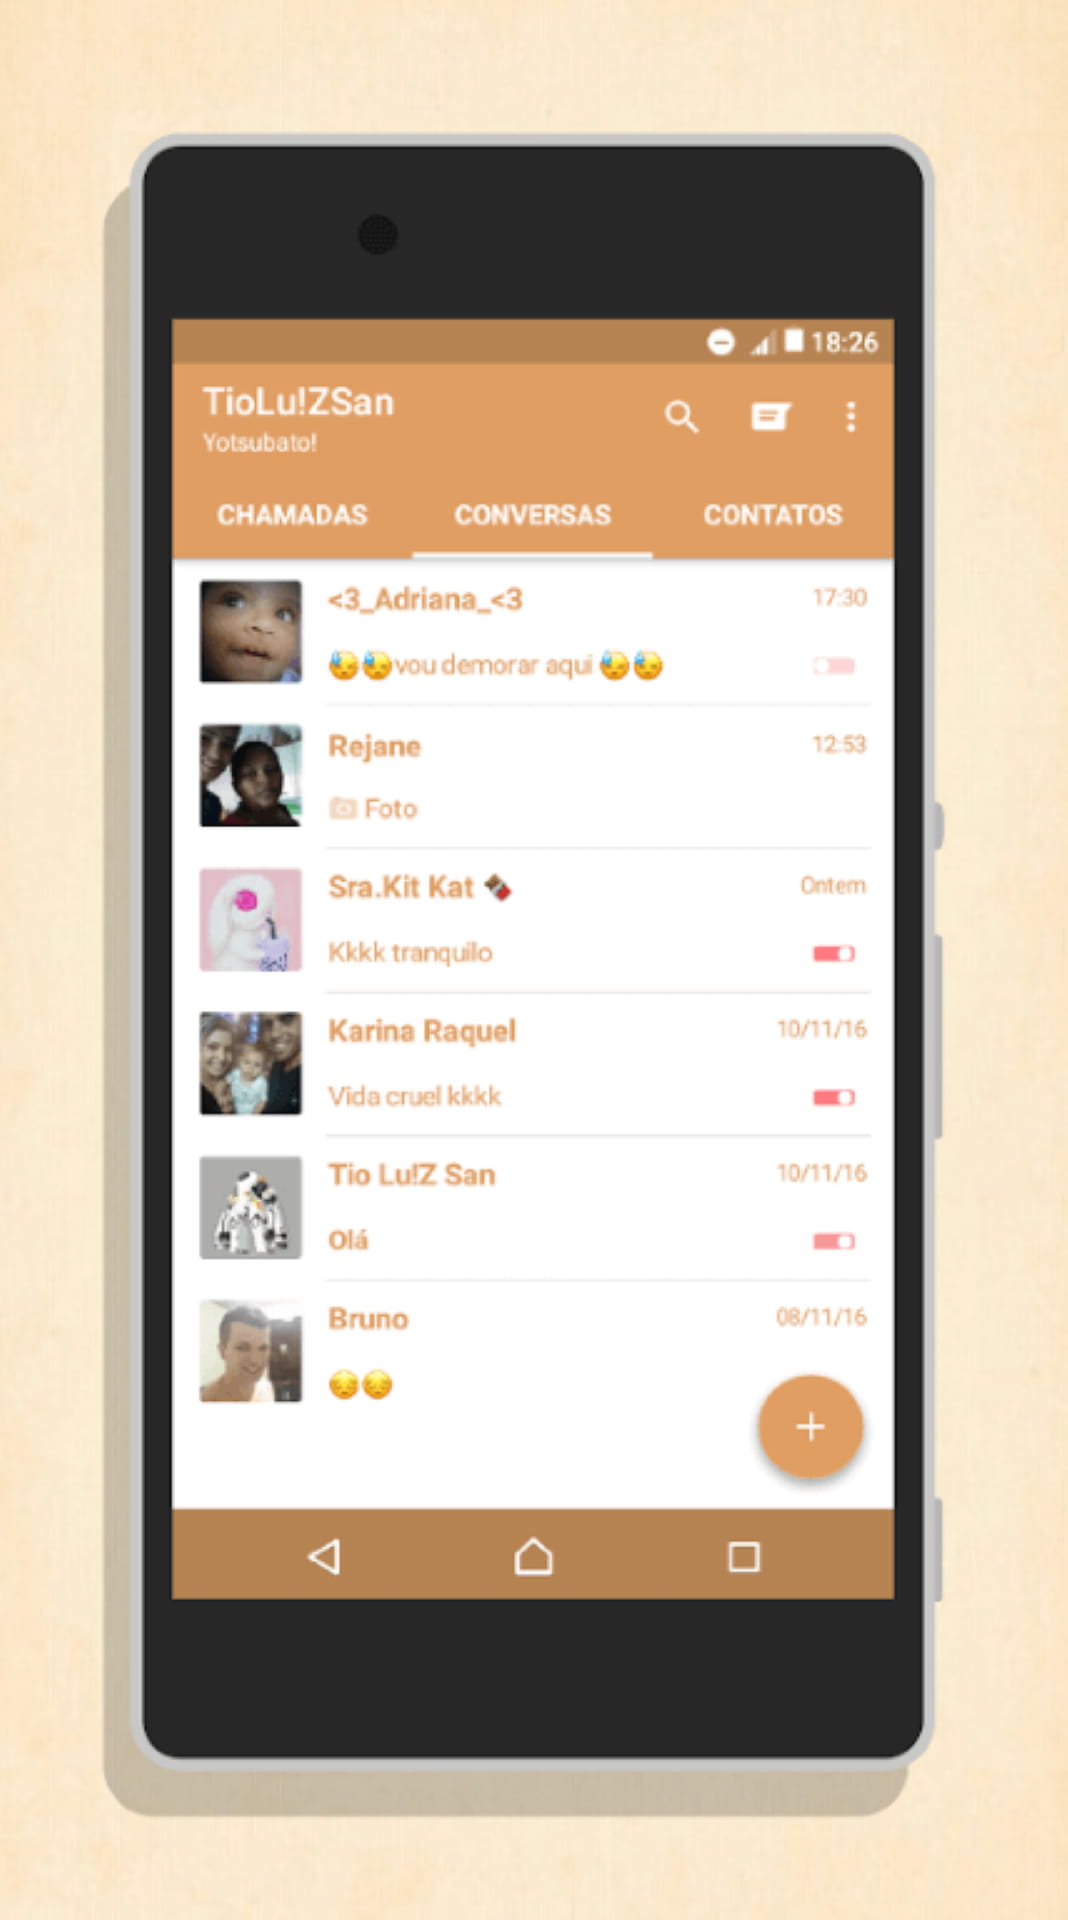 18:26
TioLu!ZSan
Yotsubato!
CHAMADAS CONVERSAS CONTATOS
<3_Adriana_<3 17:30
😓😓vou demorar aqui 😓😓
Rejane 12:53
Foto
Sra.Kit Kat 🍫 Ontem
Kkkk tranquilo
Karina Raquel 10/11/16
Vida cruel kkkk
Tio Lu!Z San 10/11/16
Olá
Bruno 08/11/16
😔😔